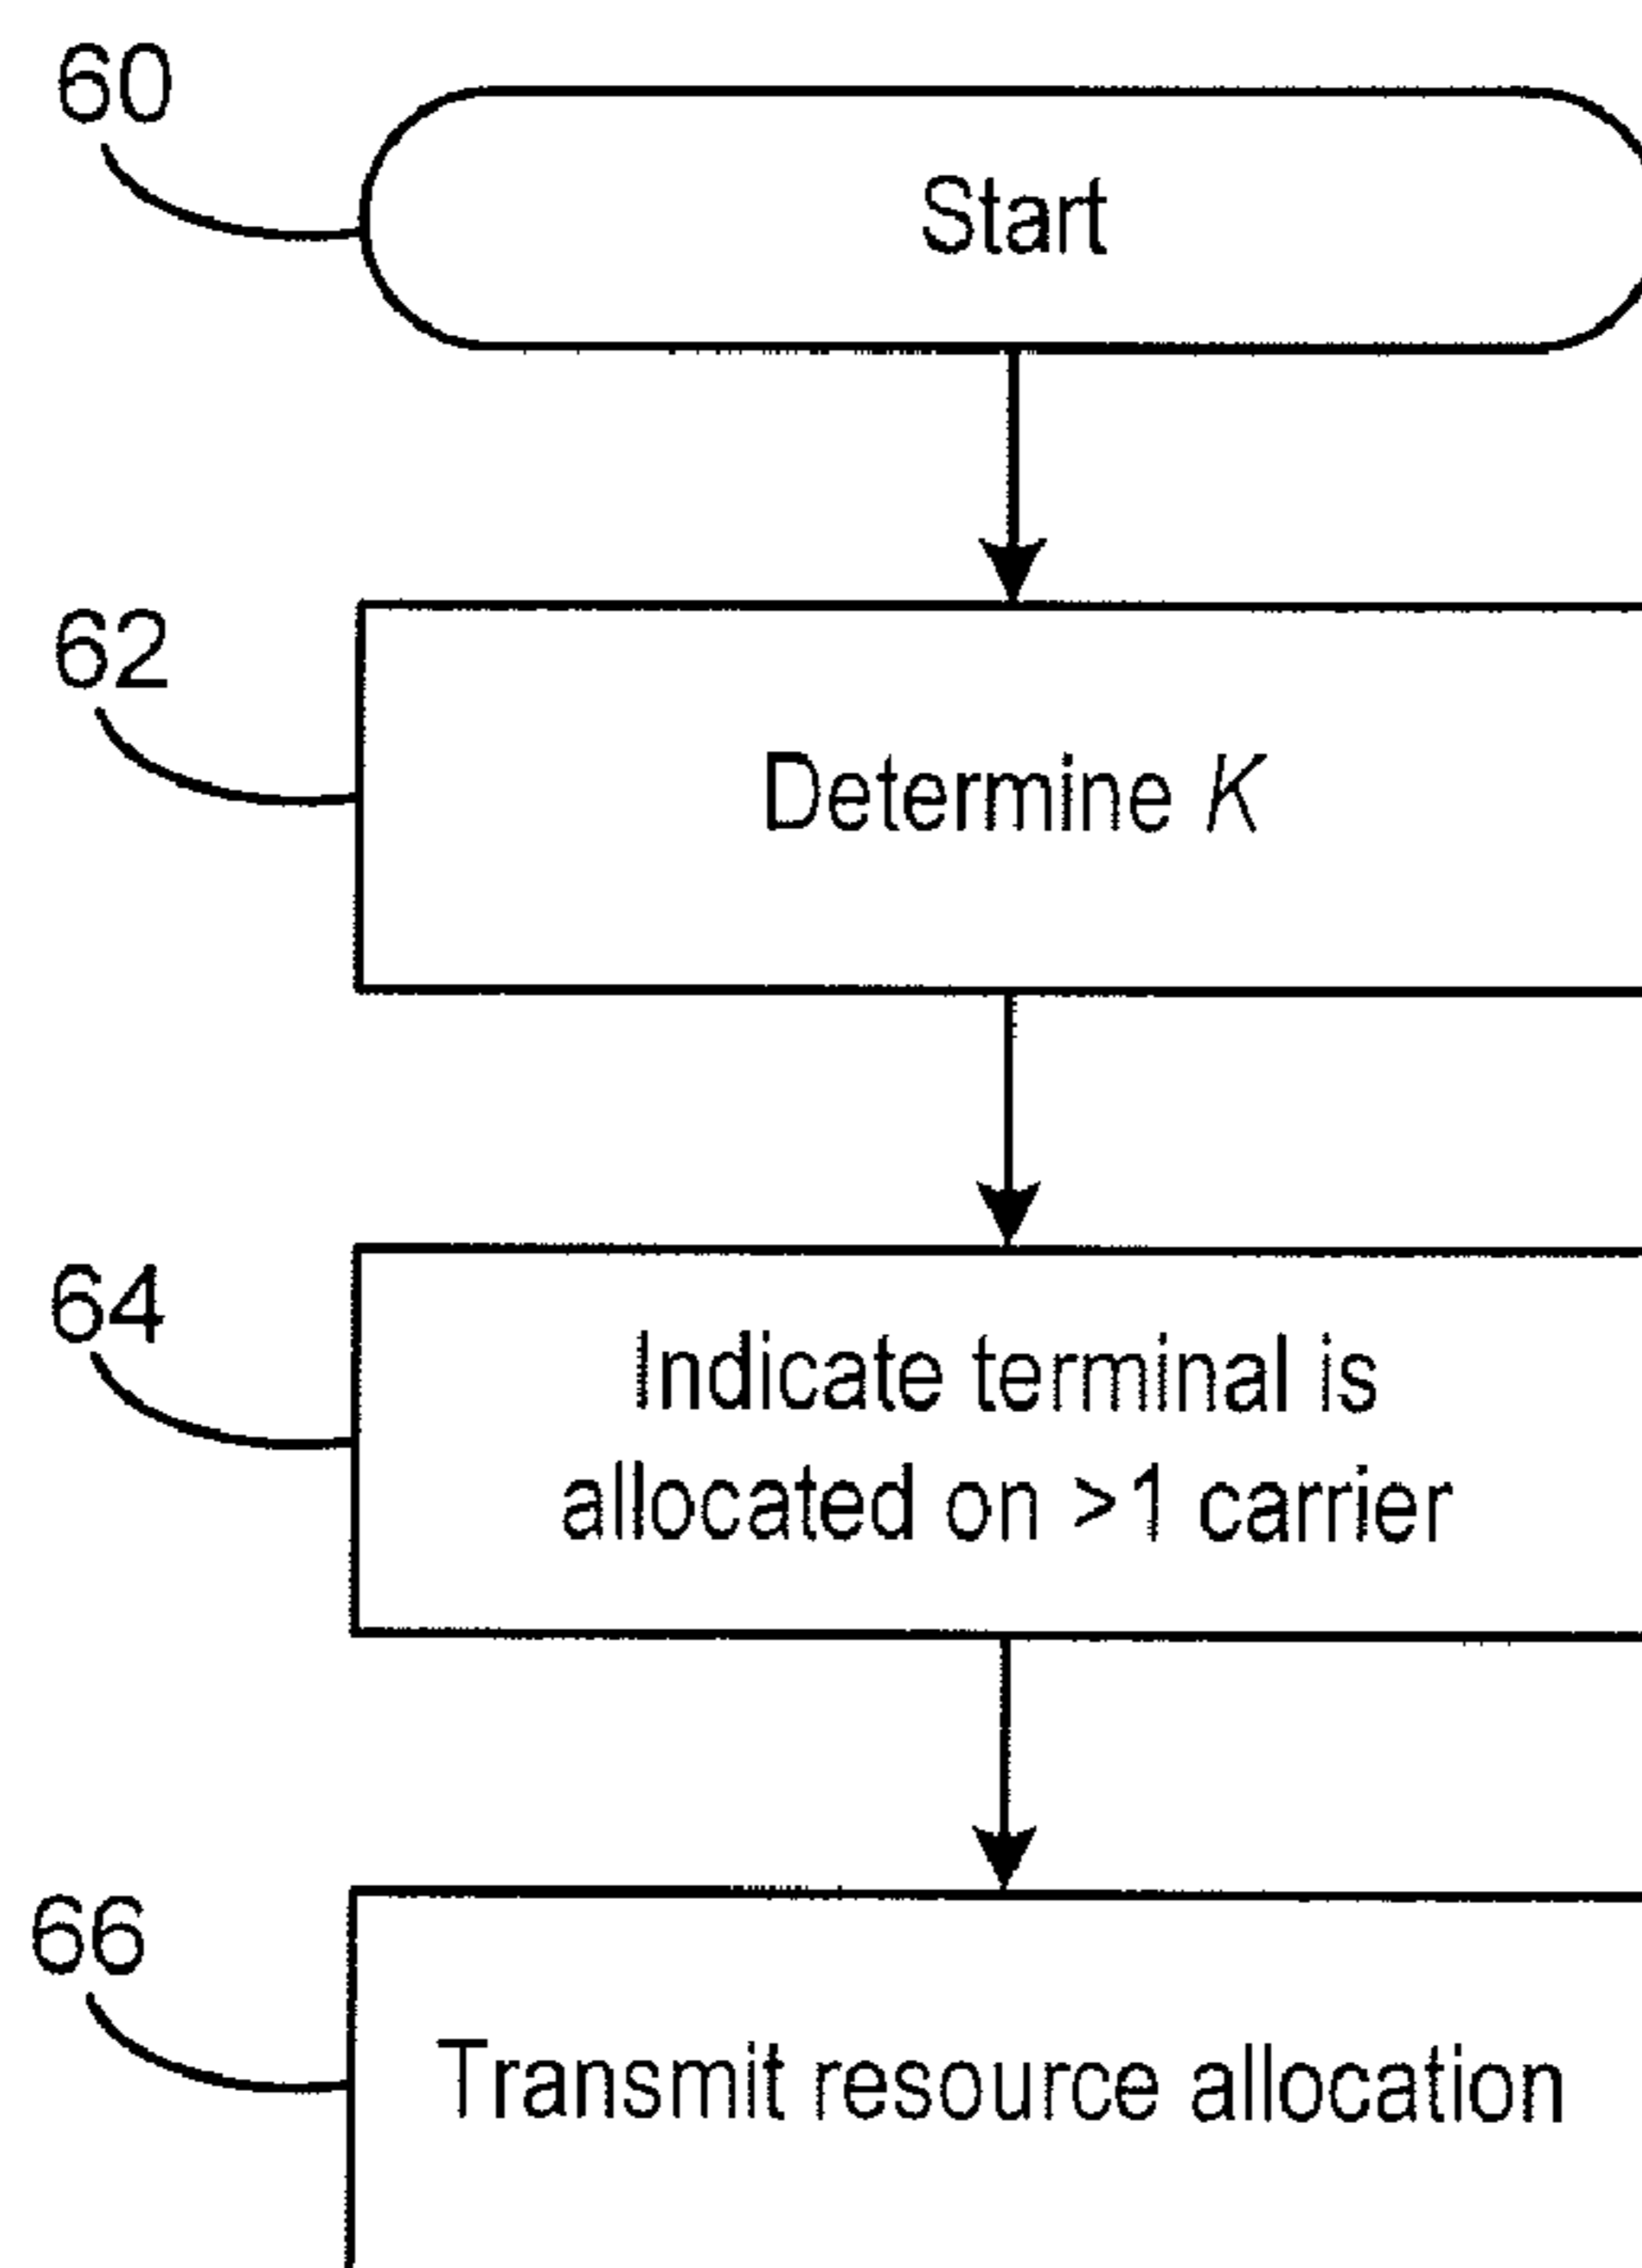 60
Start
62
Determine K
64
Indicate terminal is
allocated on >1 carrier
66
Transmit resource allocation